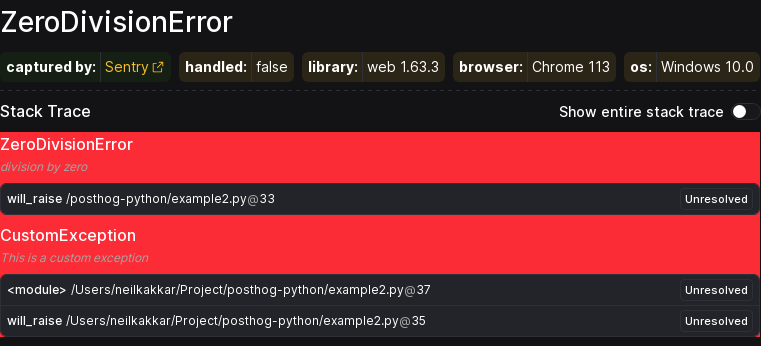 ZeroDivisionError
captured by: Sentry handled: false library: web 1.63.3 browser: Chrome 113 os: Windows 10.0
Stack Trace Show entire stack trace
ZeroDivisionError
division by zero
will_raise /posthog-python/example2.py@33 Unresolved
CustomException
This is a custom exception
<module> /Users/neilkakkar/Project/posthog-python/example2.py@37 Unresolved
will_raise /Users/neilkakkar/Project/posthog-python/example2.py@35 Unresolved